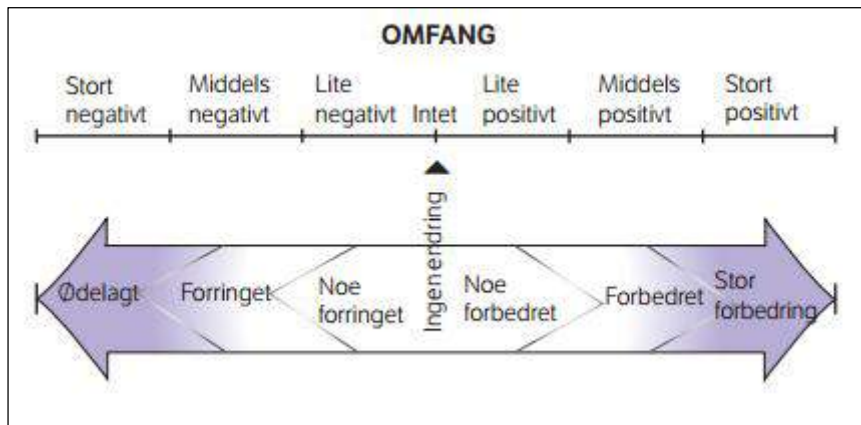 OMFANG
Stort
negativt
Middels
negativt
Lite
negativt
Intet
Lite
positivt
Middels
positivt
Stort
positivt
Ingen endring
Ødelagt
Forringet
Noe
forringet
Noe
forbedret
Forbedret
Stor
forbedring